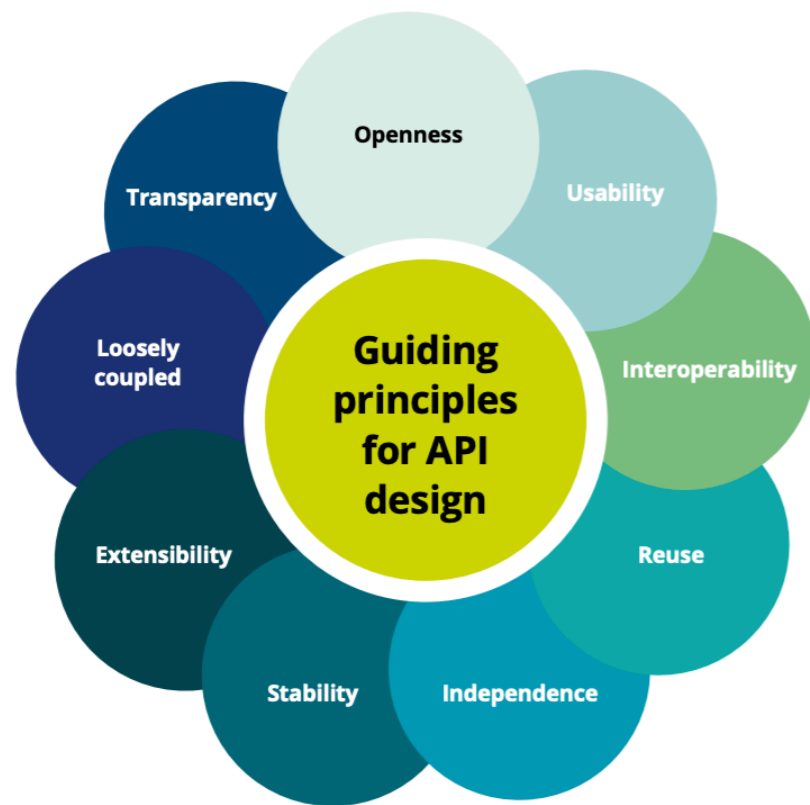 Openness
Usability
Interoperability
Reuse
Independence
Stability
Extensibility
Loosely
coupled
Transparency
Guiding
principles
for API
design